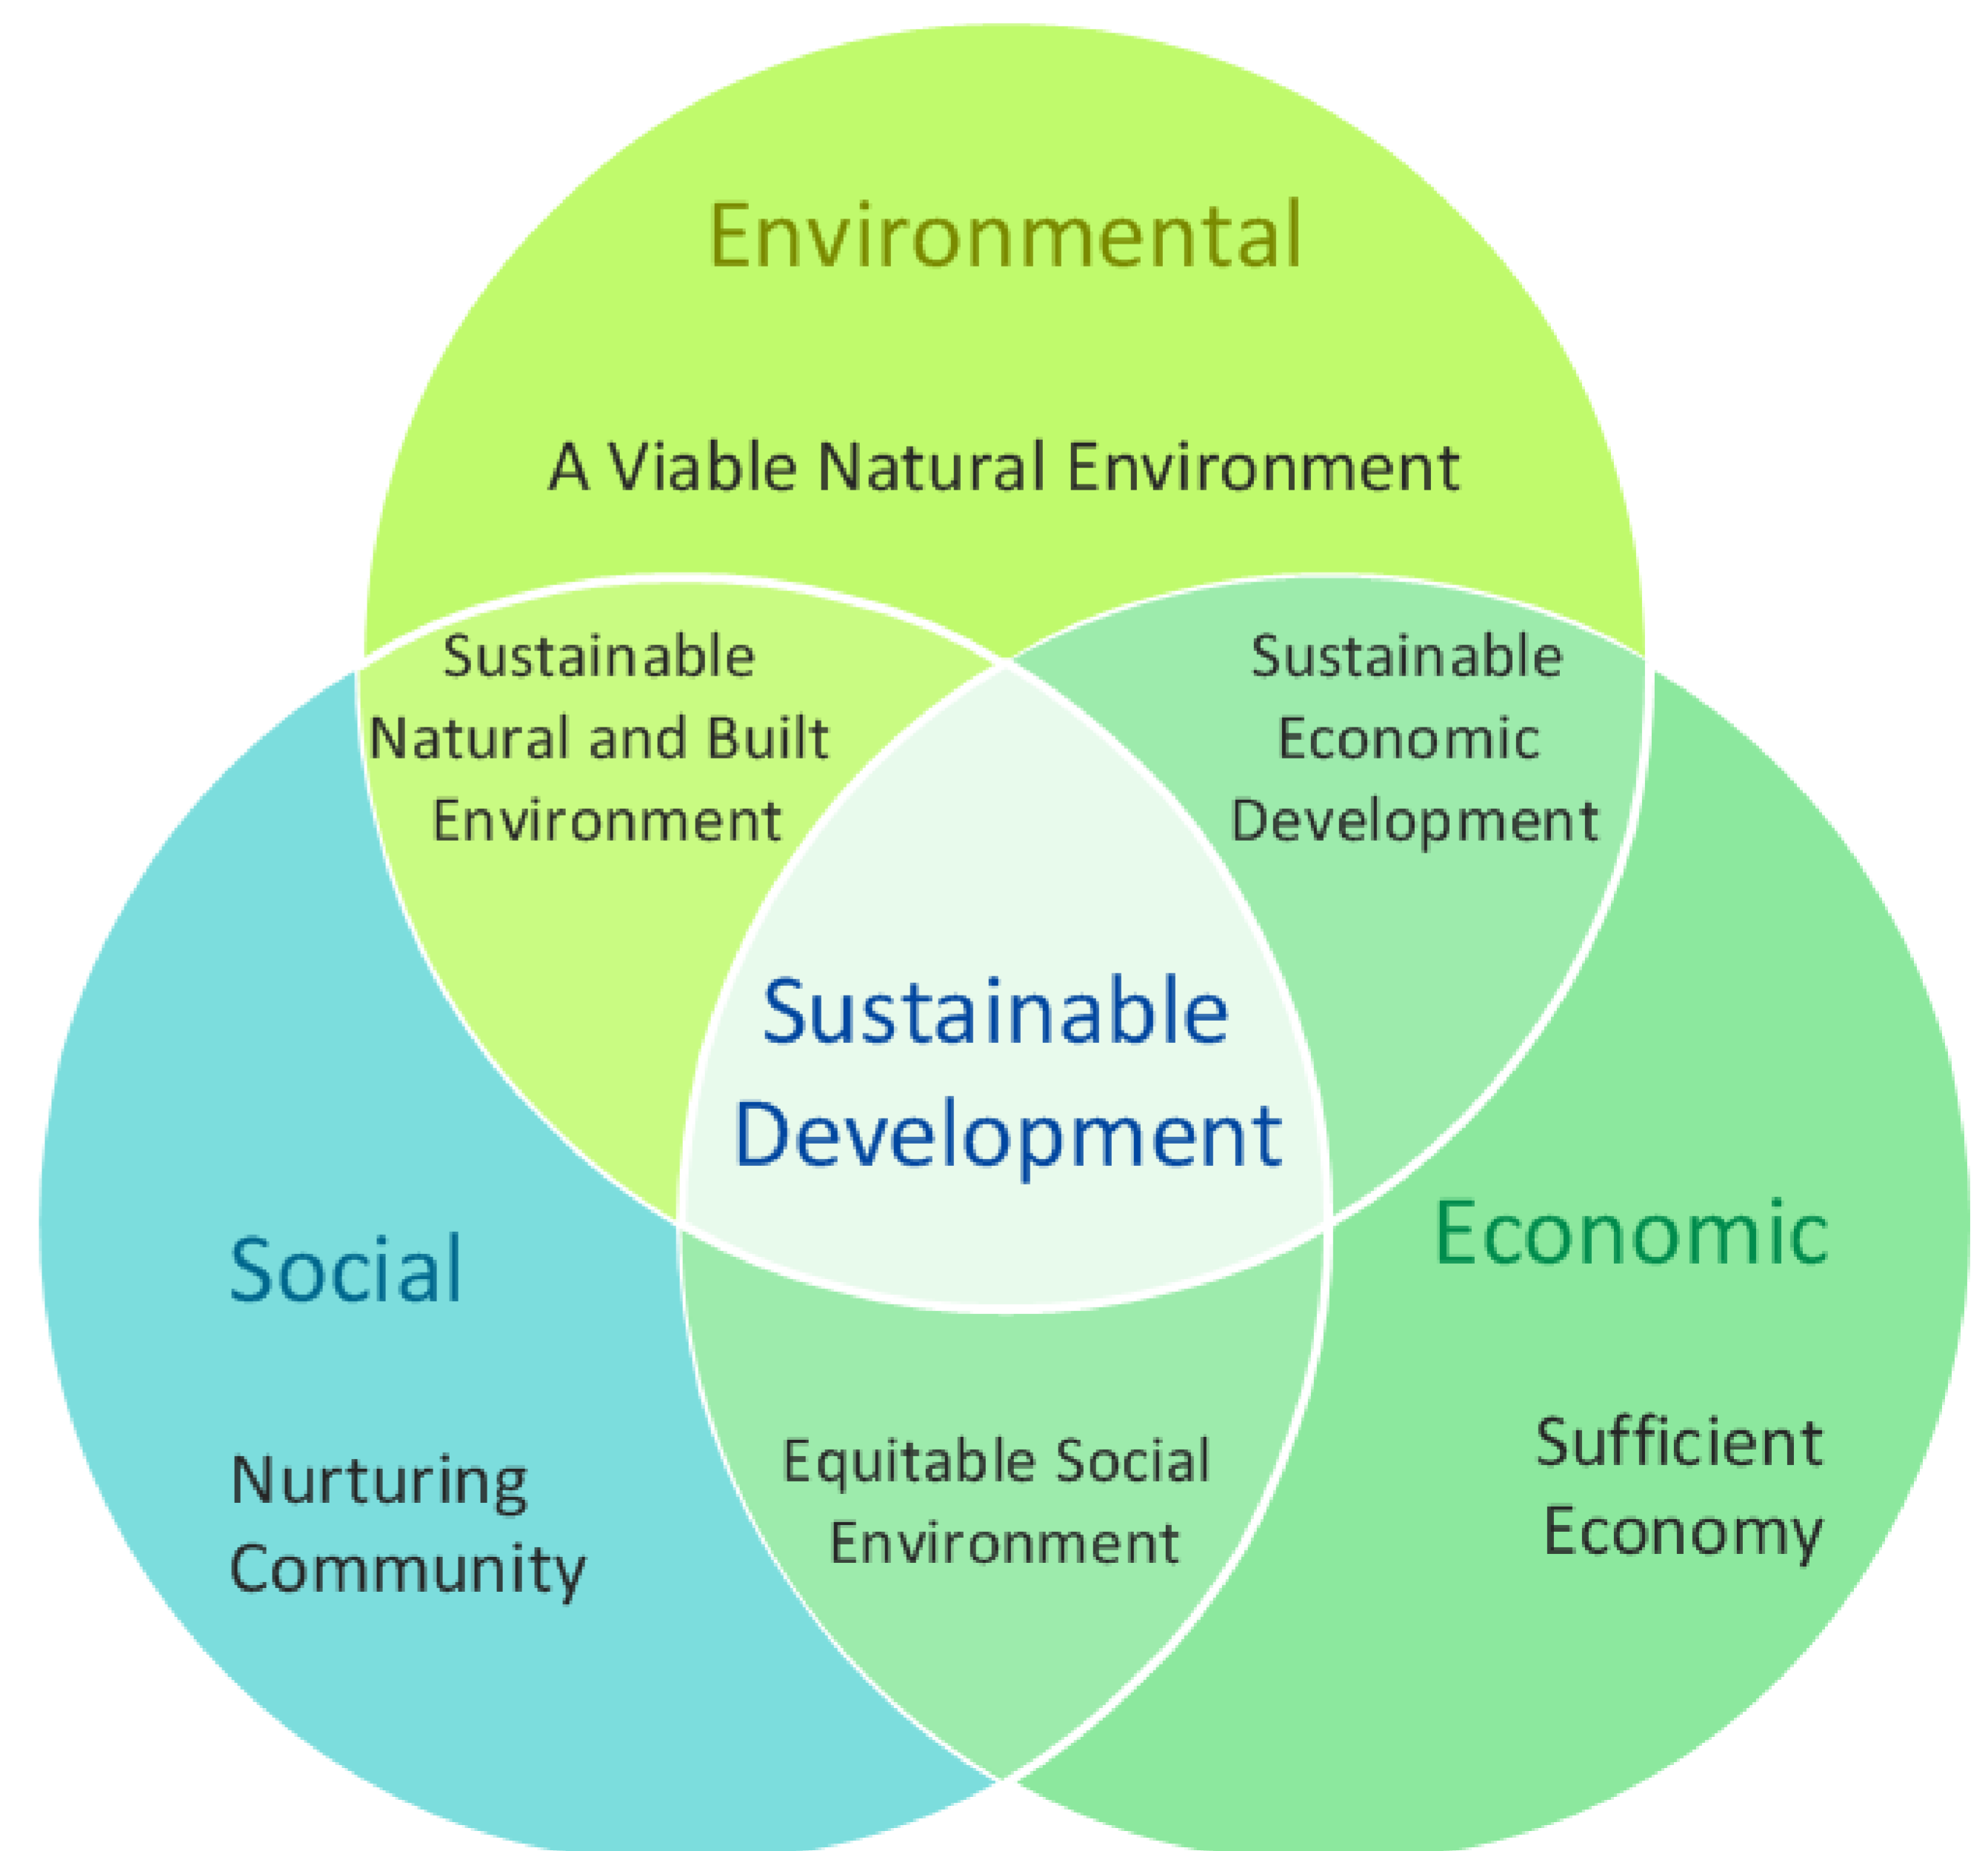 Environmental
A Viable Natural Environment
Sustainable
Natural and Built
Environment
Sustainable
Economic
Development
Sustainable
Development
Social
Nurturing
Community
Economic
Sufficient
Economy
Equitable Social
Environment